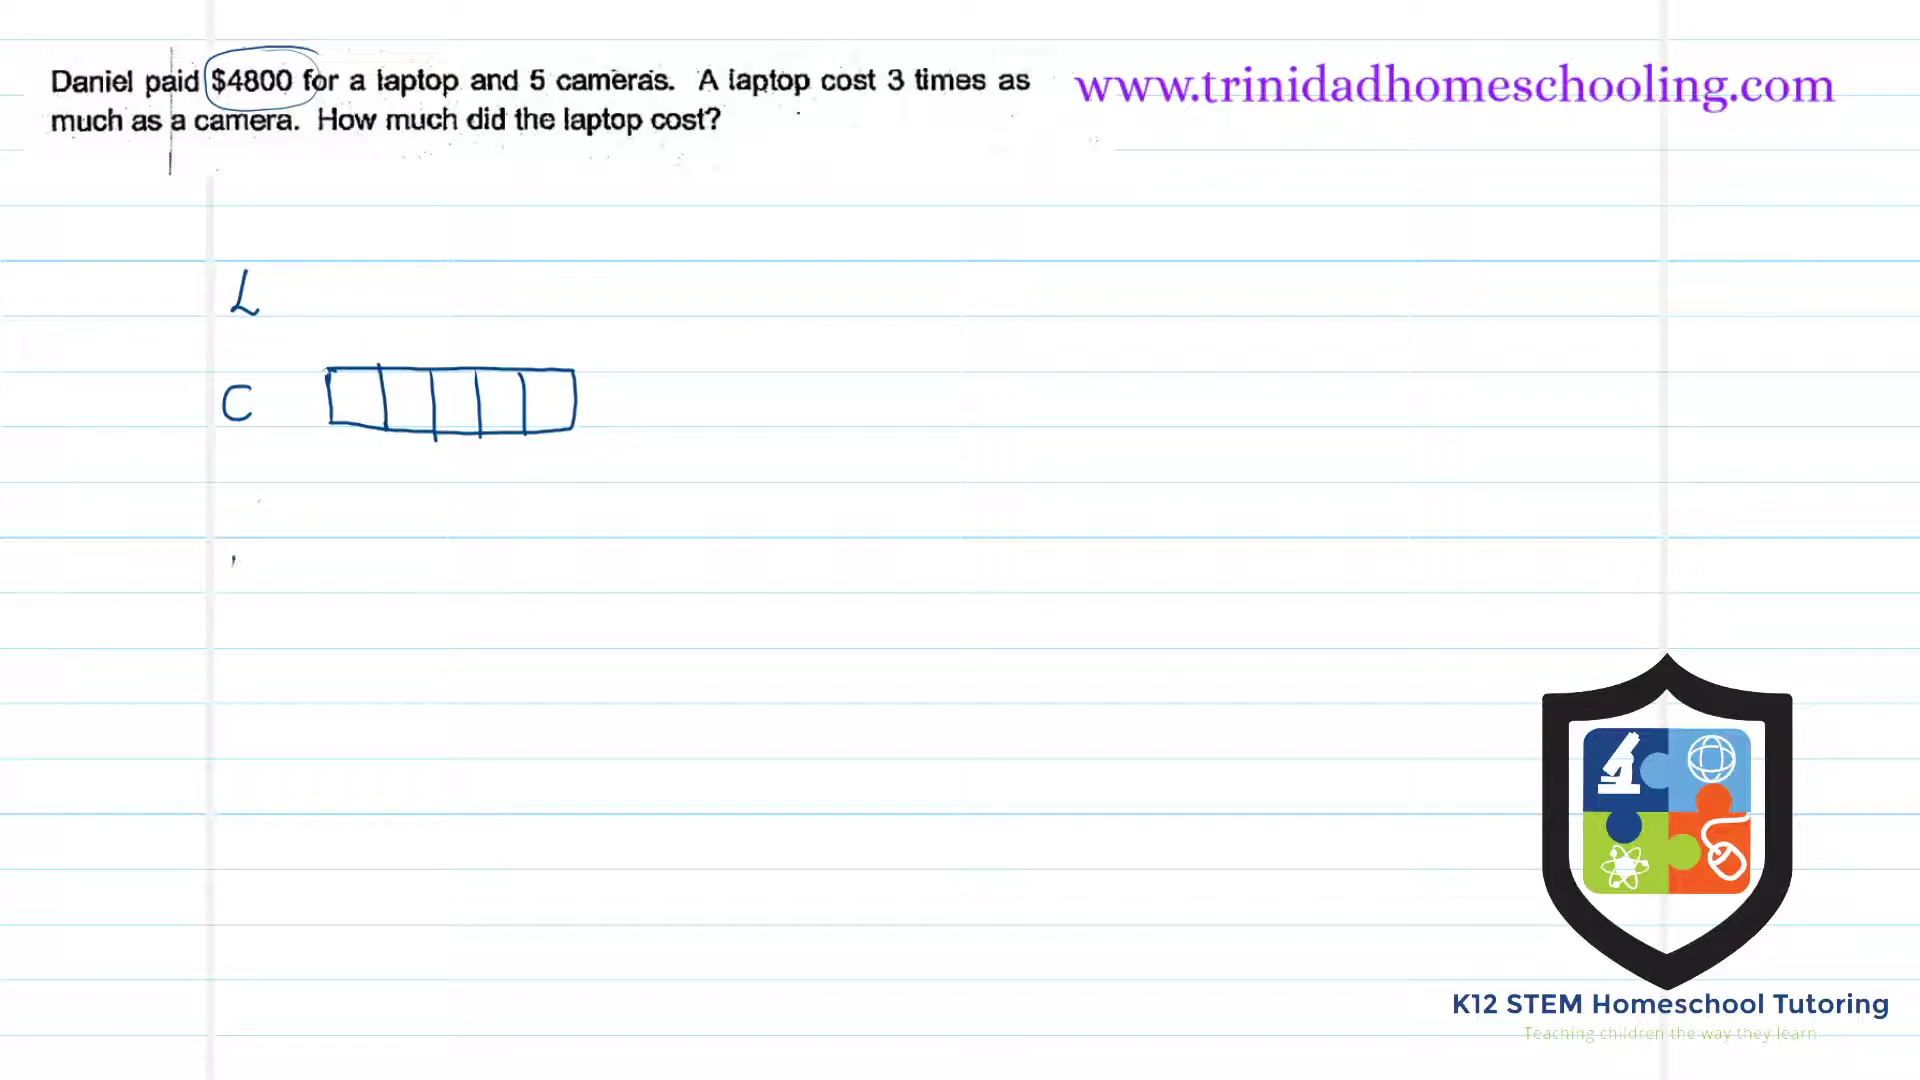 Daniel paid $4800 for a laptop and 5 cameras. A laptop cost 3 times as
much as a camera. How much did the laptop cost?
www.trinidadhomeschooling.com
L
C
K12 STEM Homeschool Tutoring
Teaching children the way they learn